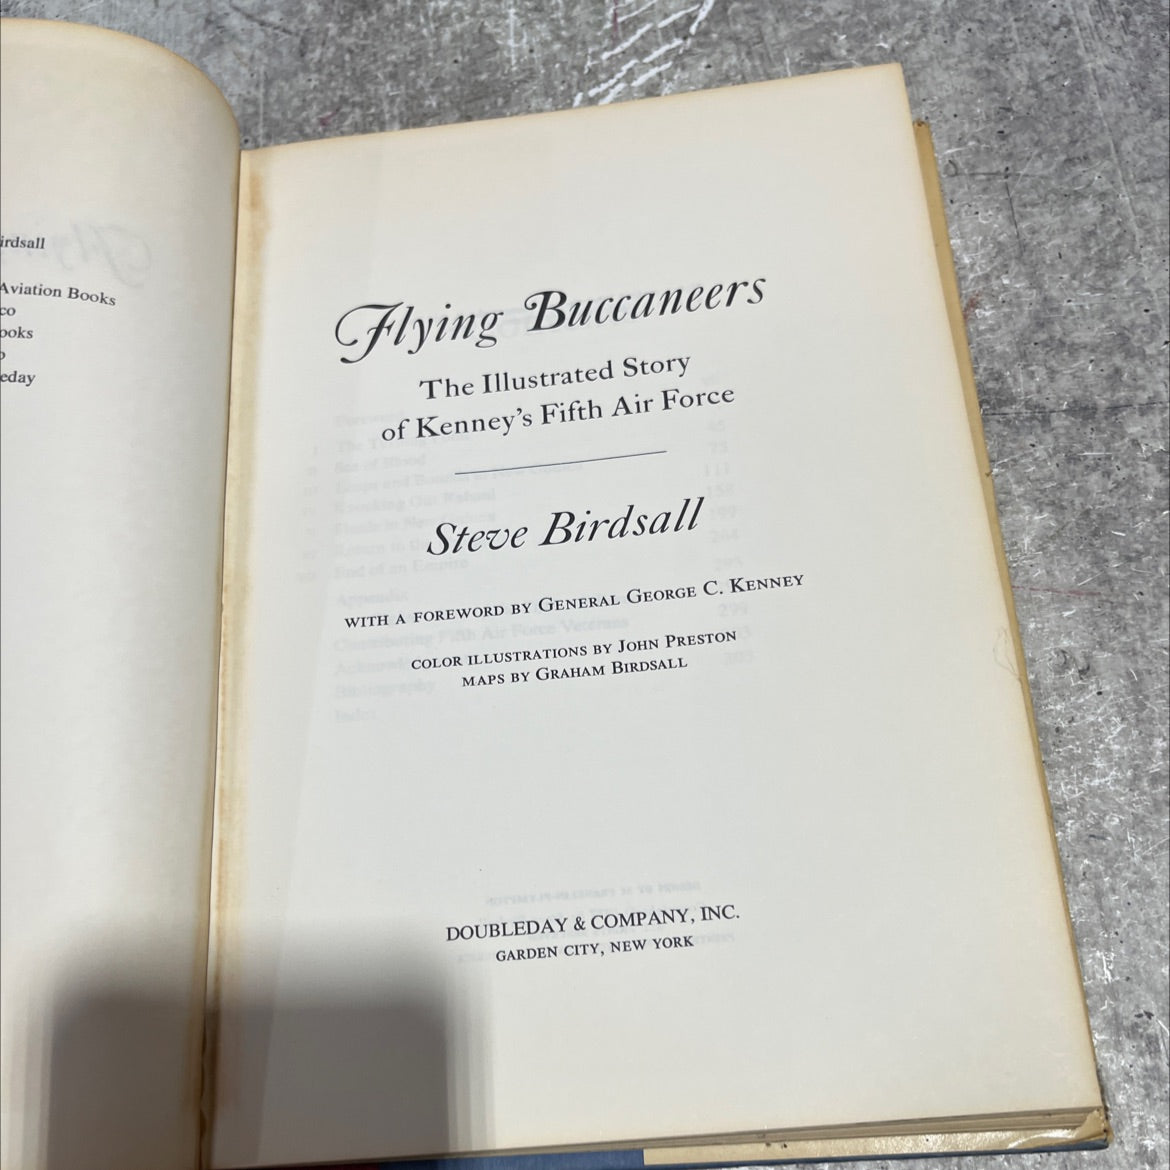 irdsall
Aviation Books
co
ooks
o
eday
Flying Buccaneers
The Illustrated Story
of Kenney's Fifth Air Force
Steve Birdsall
WITH A FOREWORD BY GENERAL GEORGE C. KENNEY
COLOR ILLUSTRATIONS BY JOHN PRESTON
MAPS BY GRAHAM BIRDSALL
DOUBLEDAY & COMPANY, INC.
GARDEN CITY, NEW YORK